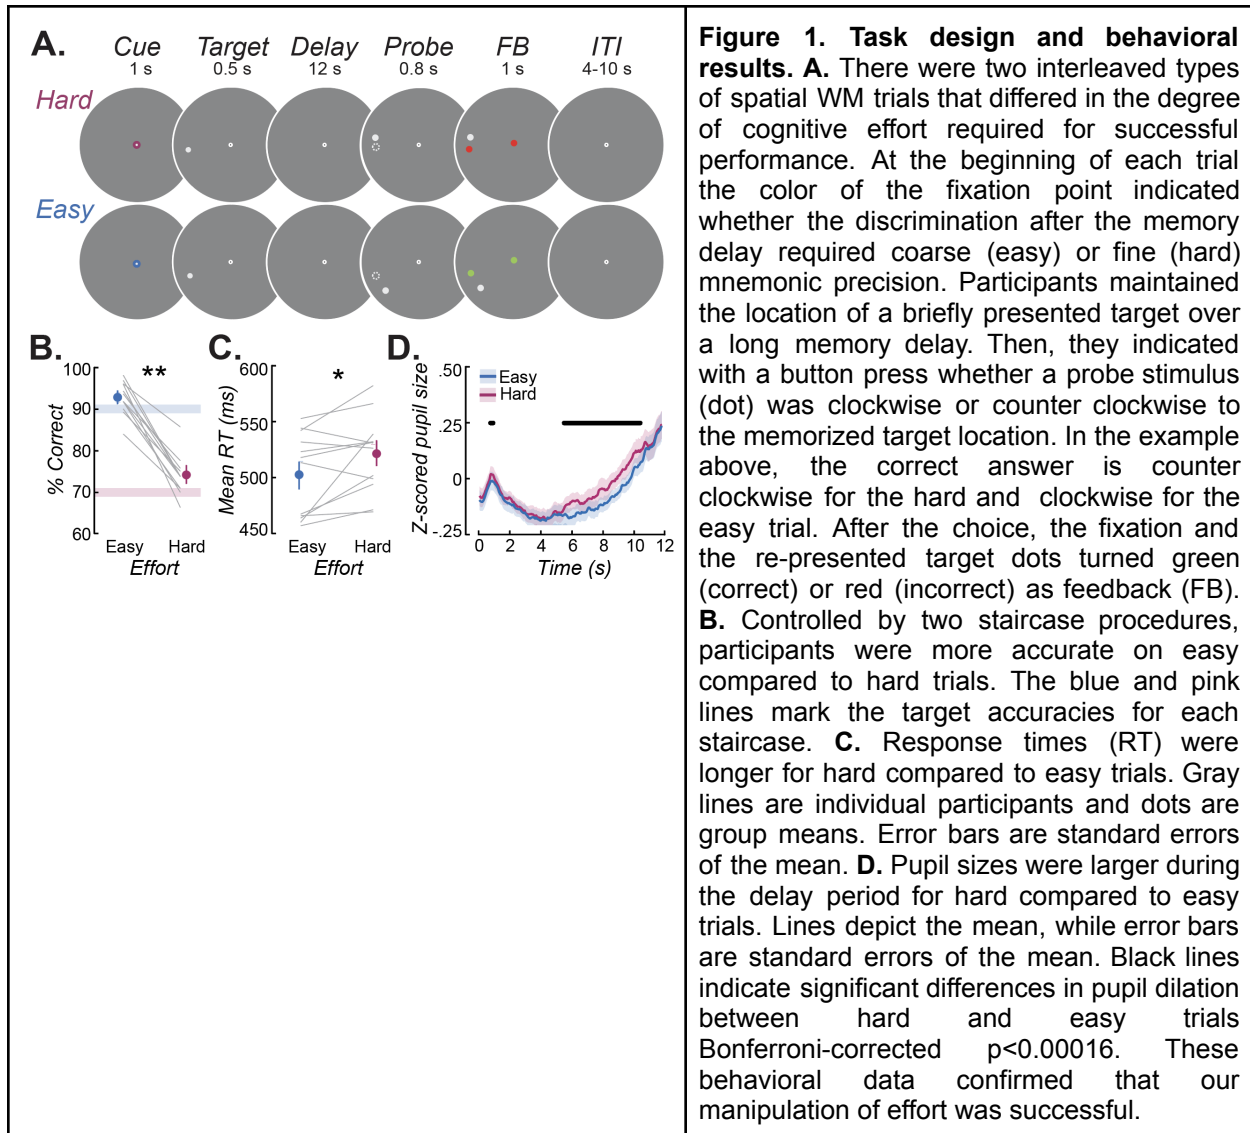 A.
Cue Target Delay Probe FB ITI
1 s 0.5 s 12 s 0.8 s 1 s 4-10 s
Hard
Easy
B.
% Correct
100
90
80
70
60
**
Easy Hard
Effort
C.
Mean RT (ms)
600
550
500
450
*
Easy Hard
Effort
D.
Z-scored pupil size
.50
.25
0
-.25
Easy
Hard
0 2 4 6 8 10 12
Time (s)
Figure 1. Task design and behavioral
results. A. There were two interleaved types
of spatial WM trials that differed in the degree
of cognitive effort required for successful
performance. At the beginning of each trial
the color of the fixation point indicated
whether the discrimination after the memory
delay required coarse (easy) or fine (hard)
mnemonic precision. Participants maintained
the location of a briefly presented target over
a long memory delay. Then, they indicated
with a button press whether a probe stimulus
(dot) was clockwise or counter clockwise to
the memorized target location. In the example
above, the correct answer is counter
clockwise for the hard and clockwise for the
easy trial. After the choice, the fixation and
the re-presented target dots turned green
(correct) or red (incorrect) as feedback (FB).
B. Controlled by two staircase procedures,
participants were more accurate on easy
compared to hard trials. The blue and pink
lines mark the target accuracies for each
staircase. C. Response times (RT) were
longer for hard compared to easy trials. Gray
lines are individual participants and dots are
group means. Error bars are standard errors
of the mean. D. Pupil sizes were larger during
the delay period for hard compared to easy
trials. Lines depict the mean, while error bars
are standard errors of the mean. Black lines
indicate significant differences in pupil dilation
between hard and easy trials
Bonferroni-corrected p<0.00016. These
behavioral data confirmed that our
manipulation of effort was successful.